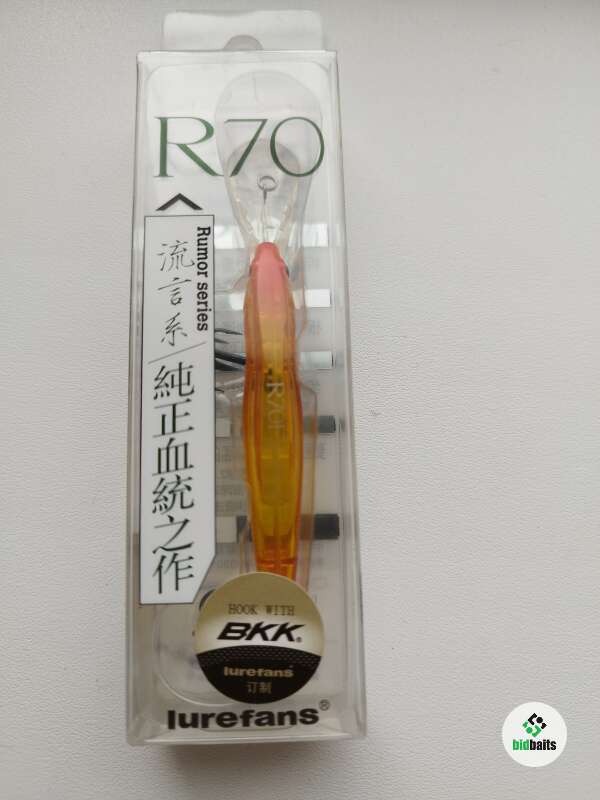 R70
Rumor series
流言系
純正血統之作
R70F
HOOK WITH
BKK®
lurefans®
订制
lurefans®
bidbaits